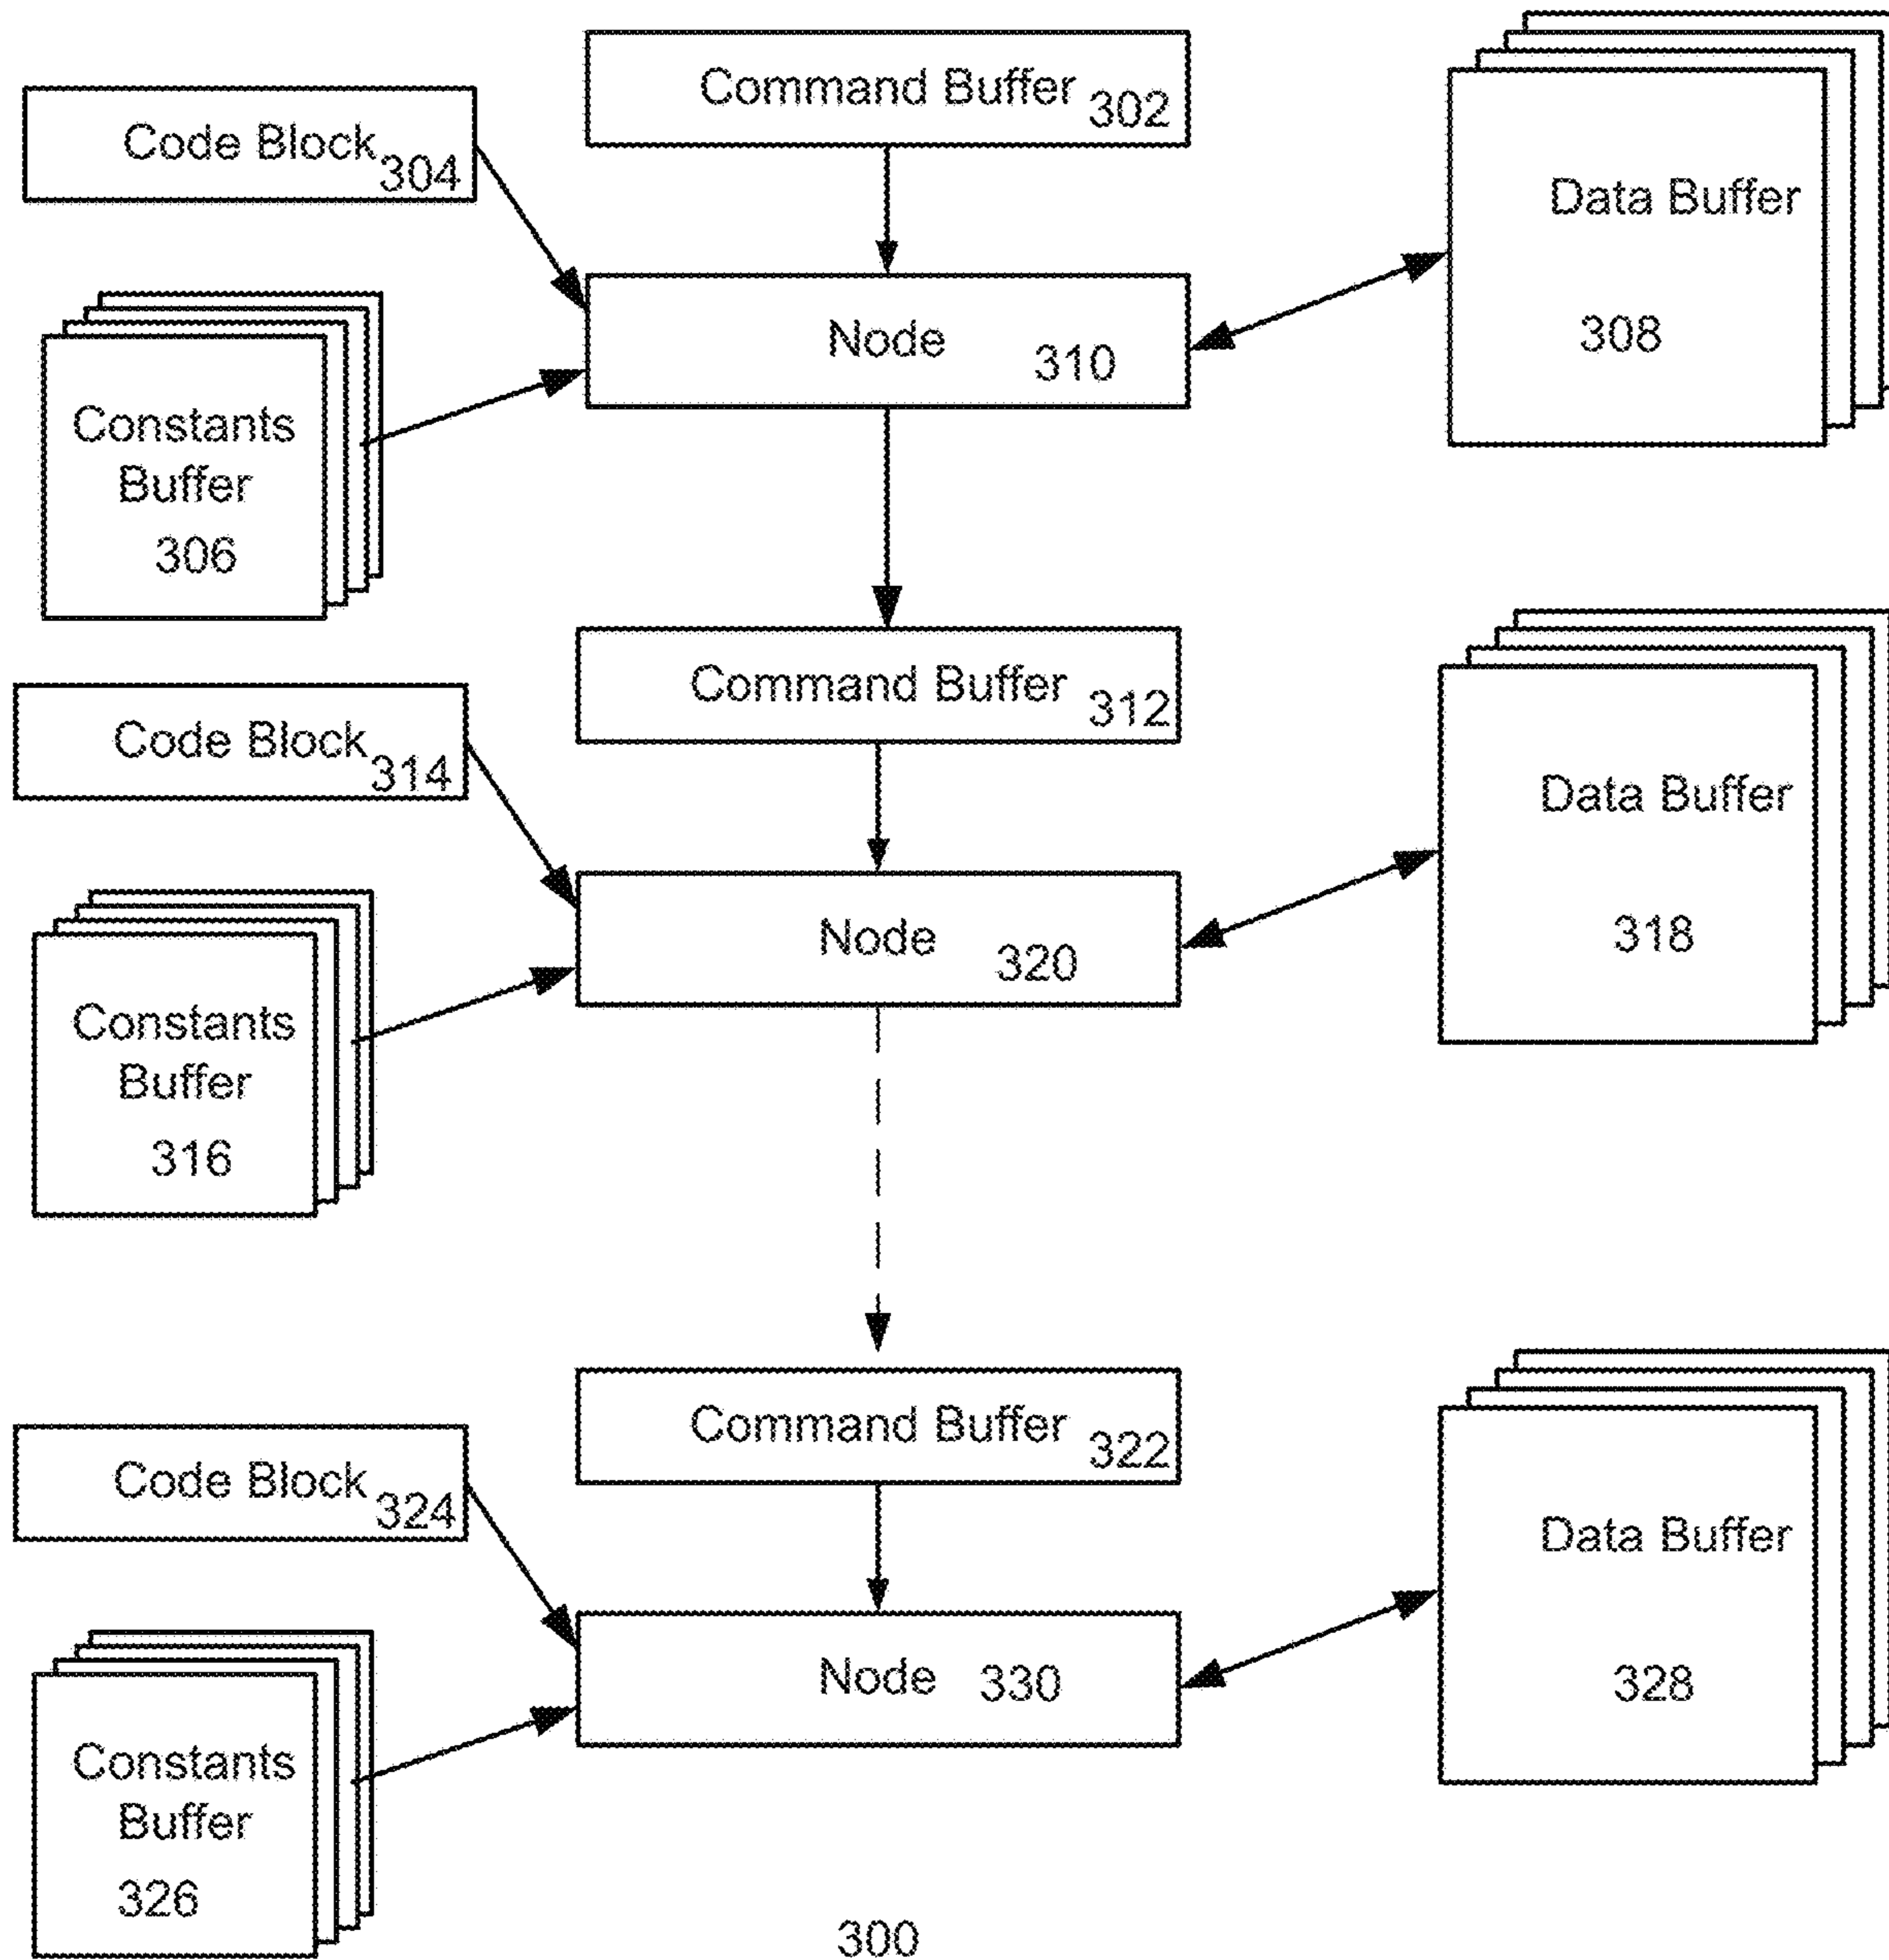 Command Buffer 302
Code Block 304
Data Buffer
308
Node 310
Constants
Buffer
306
Command Buffer 312
Code Block 314
Data Buffer
318
Node 320
Constants
Buffer
316
Command Buffer 322
Code Block 324
Data Buffer
328
Node 330
Constants
Buffer
326
300